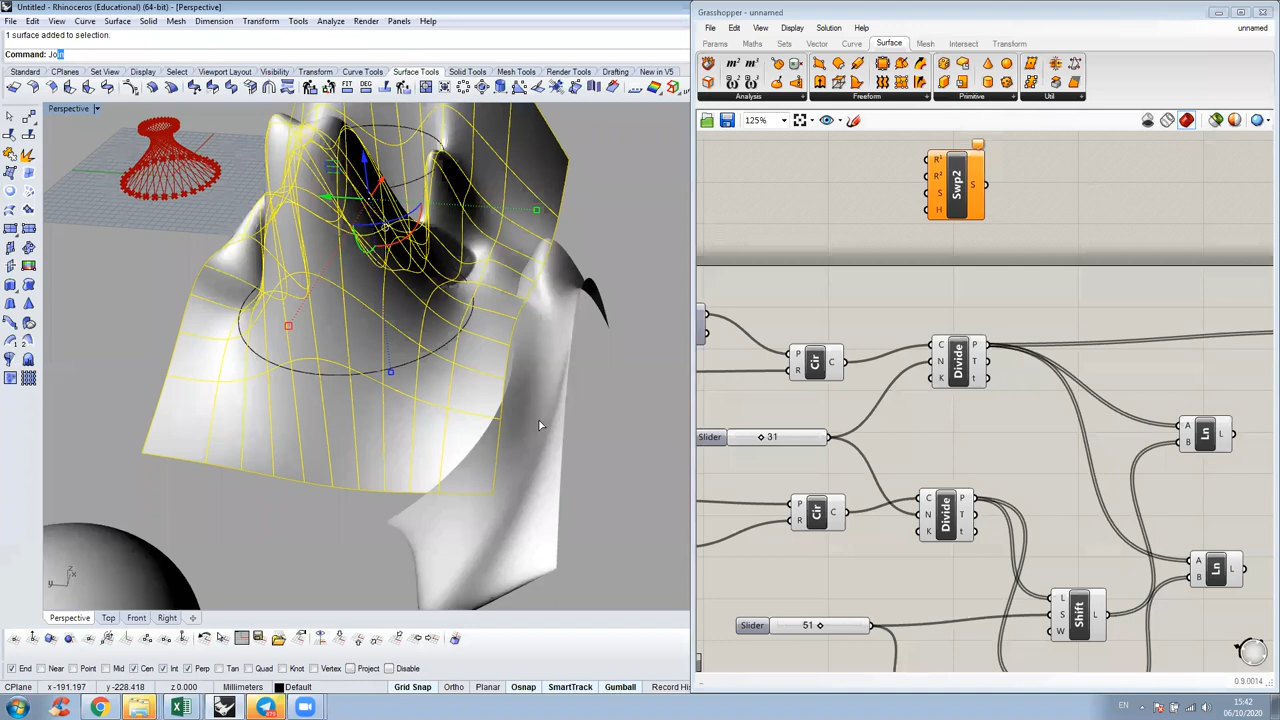 Untitled - Rhinoceros (Educational) (64-bit) - [Perspective]
File Edit View Curve Surface Solid Mesh Dimension Transform Tools Analyze Render Panels Help
1 surface added to selection.
Command: Join
Standard CPlanes Set View Display Select Viewport Layout Visibility Transform Curve Tools Surface Tools Solid Tools Mesh Tools Render Tools Drafting New in V5
Perspective
z
x
y
Perspective Top Front Right
End Near Point Mid Cen Int Perp Tan Quad Knot Vertex Project Disable
CPlane x -191.197 y -228.418 z 0.000 Millimeters Default Grid Snap Ortho Planar Osnap SmartTrack Gumball Record Hi
Grasshopper - unnamed
File Edit View Display Solution Help unnamed
Params Maths Sets Vector Curve Surface Mesh Intersect Transform
Analysis Freeform Primitive Util
125%
R¹
R²
S
H
Swp2
S
P
R
Cir
C
C
N
K
Divide
P
T
t
Slider 31
A
B
Ln
L
P
R
Cir
C
C
N
K
Divide
P
T
t
A
B
Ln
L
Slider 51
L
S
W
Shift
L
0.9.0014
EN
15:42
06/10/2020